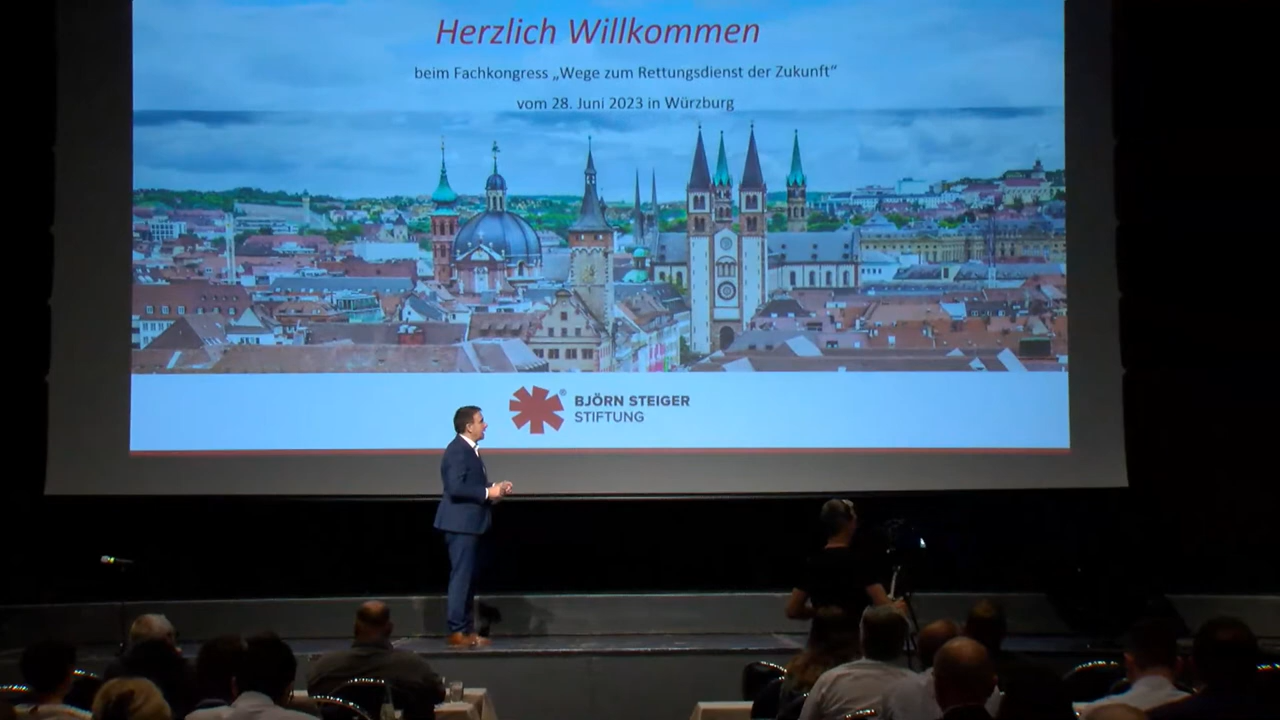 Herzlich Willkommen
beim Fachkongress „Wege zum Rettungsdienst der Zukunft“
vom 28. Juni 2023 in Würzburg
® BJÖRN STEIGER
STIFTUNG